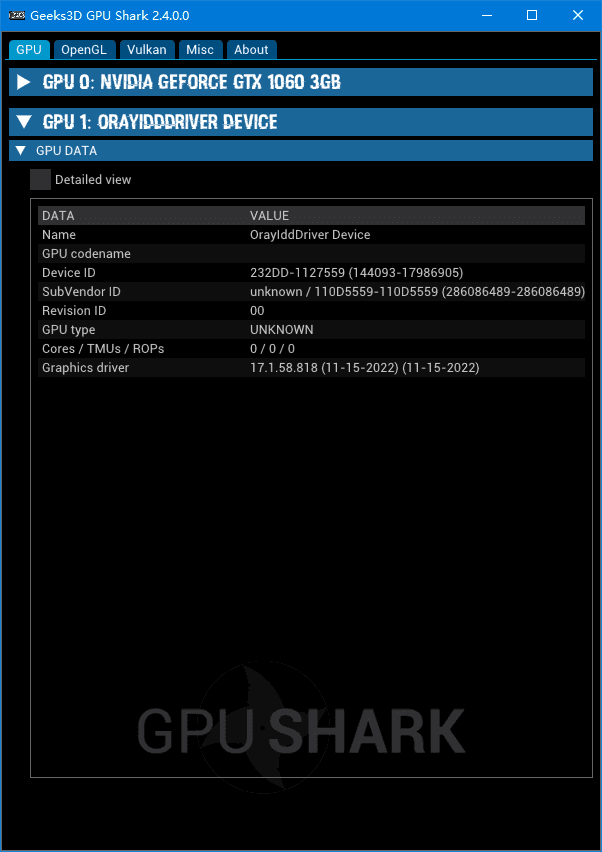 Geeks3D GPU Shark 2.4.0.0
GPU OpenGL Vulkan Misc About
GPU 0: NVIDIA GEFORCE GTX 1060 3GB
GPU 1: ORAYIDDDRIVER DEVICE
GPU DATA
Detailed view
DATA VALUE
Name OrayIddDriver Device
GPU codename
Device ID 232DD-1127559 (144093-17986905)
SubVendor ID unknown / 110D5559-110D5559 (286086489-286086489)
Revision ID 00
GPU type UNKNOWN
Cores / TMUs / ROPs 0 / 0 / 0
Graphics driver 17.1.58.818 (11-15-2022) (11-15-2022)
GPU SHARK